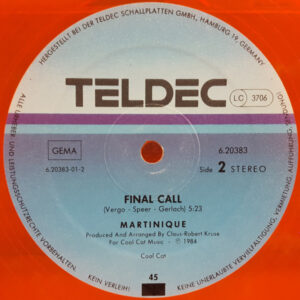 HERGESTELLT BEI DER TELDEC SCHALLPLATTEN GMBH, HAMBURG 19 GERMANY
TELDEC
LC 3706
GEMA
6.20383-01-2
6.20383
Side 2 STEREO
FINAL CALL
(Vergo - Speer - Gerlach) 5:23
MARTINIQUE
Produced And Arranged By Claus-Robert Kruse
For Cool Cat Music - ℗ 1984
Cool Cat
45
ALLE URHEBER UND LEISTUNGSSCHUTZRECHTE VORBEHALTEN.
KEIN VERLEIH!
KEINE UNERLAUBTE VERVIELFÄLTIGUNG, VERMIETUNG, AUFFÜHRUNG,